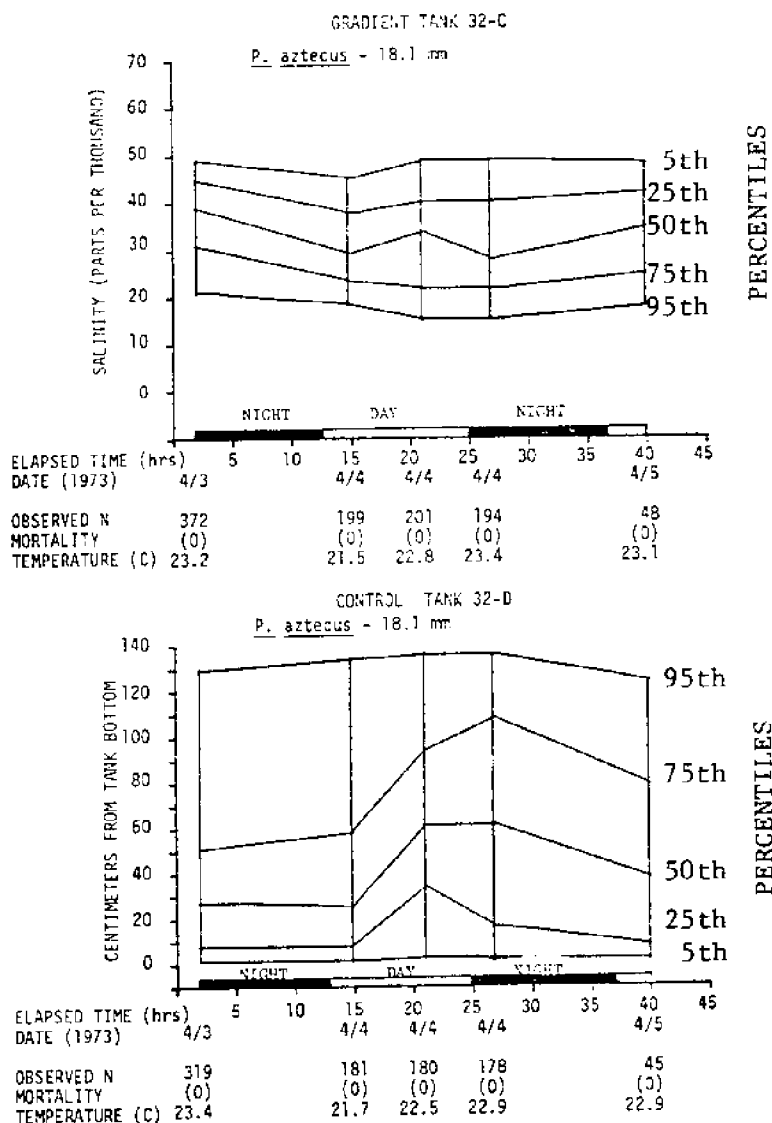 GRADIENT TANK 32-C
P. aztecus - 18.1 mm
70
60
50
40
30
20
10
0
SALINITY (PARTS PER THOUSAND)
5th
25th
50th
75th
95th
PERCENTILES
NIGHT DAY NIGHT
ELAPSED TIME (hrs) 5 10 15 20 25 30 35 40 45
DATE (1973) 4/3 4/4 4/4 4/4 4/5
OBSERVED N 372 199 201 194 48
MORTALITY (0) (0) (0) (0) (0)
TEMPERATURE (C) 23.2 21.5 22.8 23.4 23.1
CONTROL TANK 32-D
P. aztecus - 18.1 mm
140
120
100
80
60
40
20
0
CENTIMETERS FROM TANK BOTTOM
95th
75th
50th
25th
5th
PERCENTILES
NIGHT DAY NIGHT
ELAPSED TIME (hrs) 5 10 15 20 25 30 35 40 45
DATE (1973) 4/3 4/4 4/4 4/4 4/5
OBSERVED N 319 181 180 178 45
MORTALITY (0) (0) (0) (0) (0)
TEMPERATURE (C) 23.4 21.7 22.5 22.9 22.9